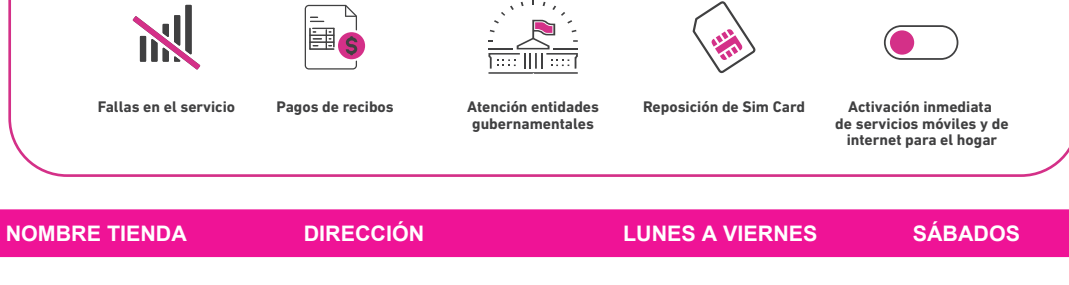 Fallas en el servicio
Pagos de recibos
Atención entidades
gubernamentales
Reposición de Sim Card
Activación inmediata
de servicios móviles y de
internet para el hogar
NOMBRE TIENDA DIRECCIÓN LUNES A VIERNES SÁBADOS